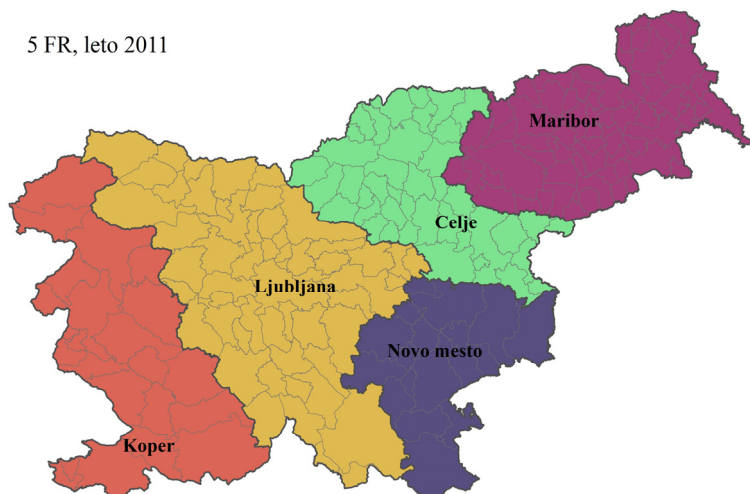 5 FR, leto 2011
Maribor
Celje
Ljubljana
Novo mesto
Koper